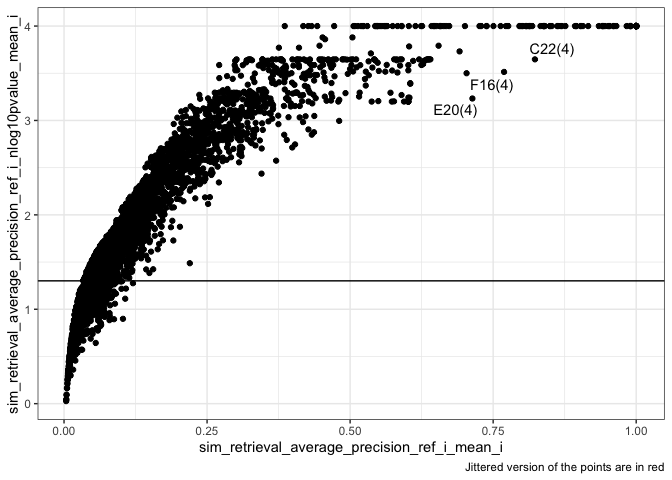 sim_retrieval_average_precision_ref_i_nlog10pvalue_mean_i
4
3
2
1
0
C22(4)
F16(4)
E20(4)
0.00
0.25
0.50
0.75
1.00
sim_retrieval_average_precision_ref_i_mean_i
Jittered version of the points are in red